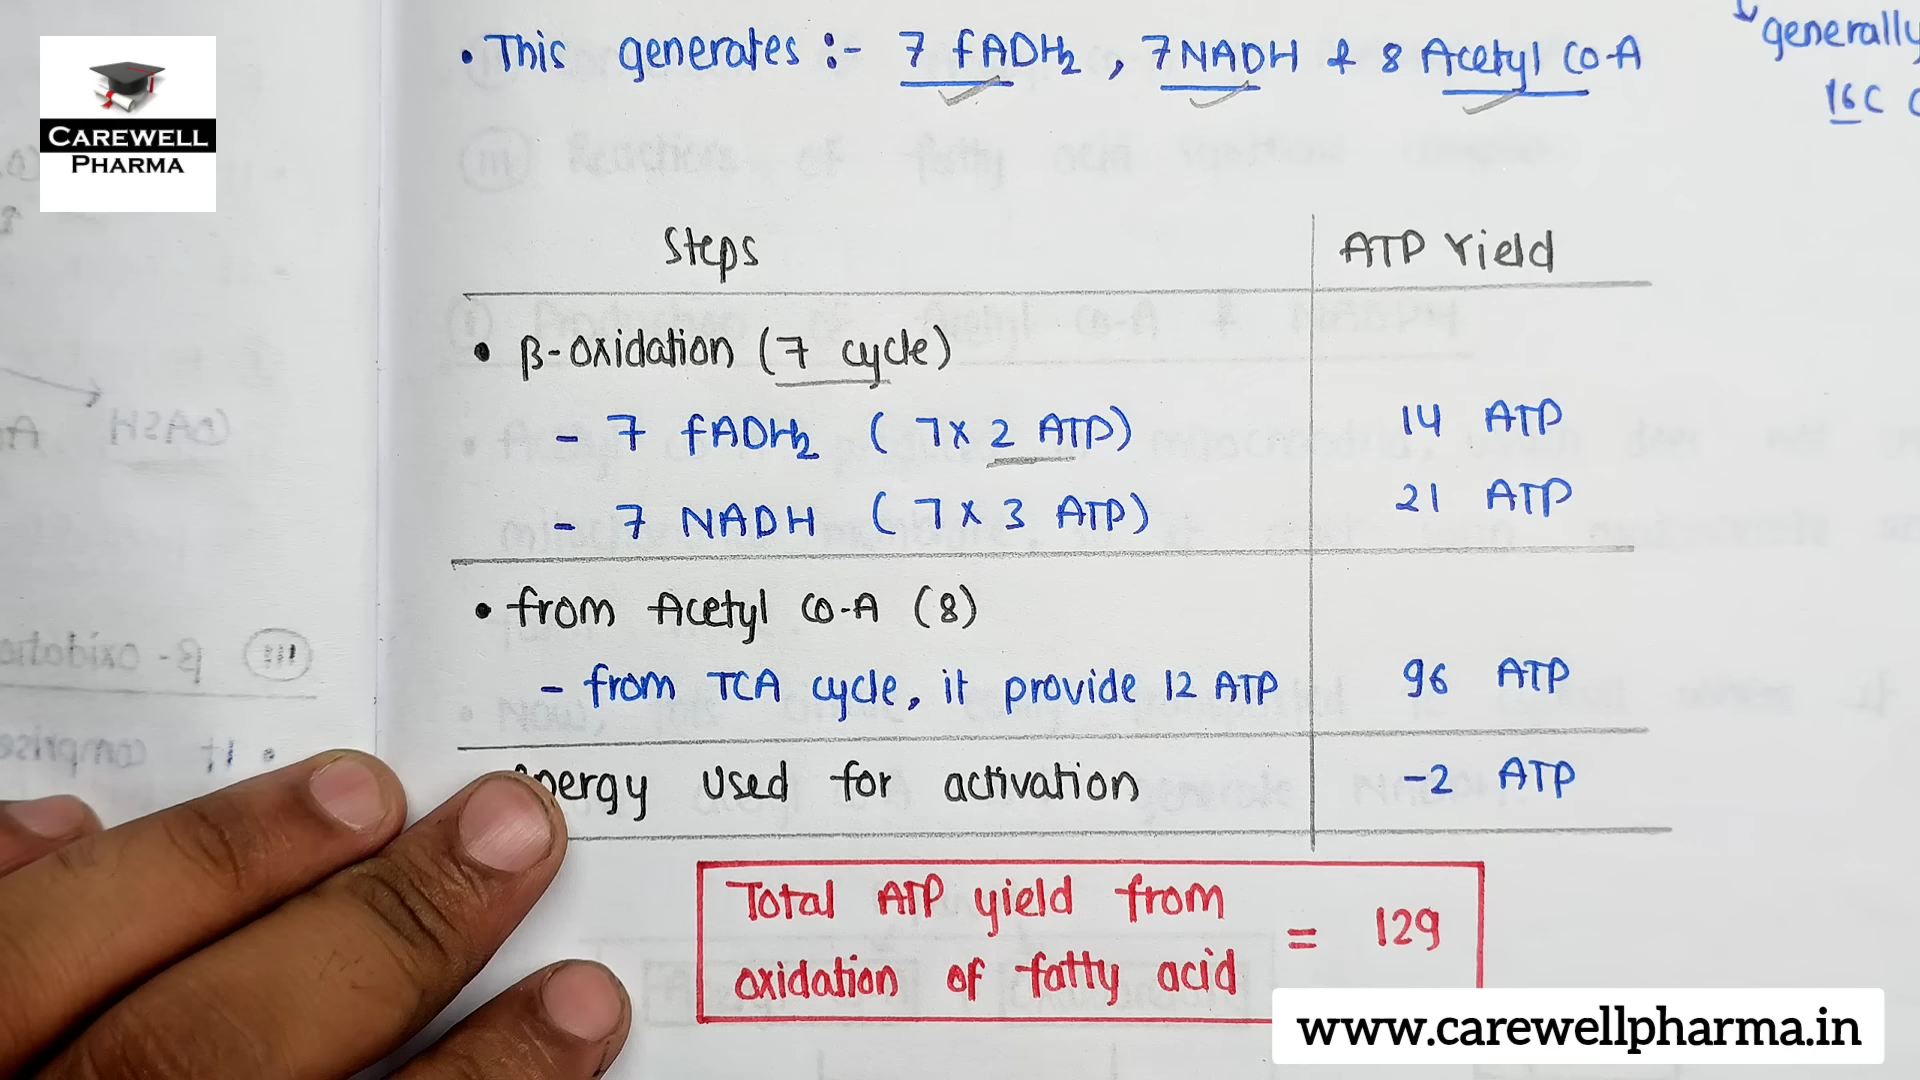 CAREWELL
PHARMA
• This generates :- 7 FADH2 , 7 NADH & 8 Acetyl Co-A
generally
16C
Steps ATP Yield
• β-oxidation (7 cycle)
- 7 FADH2 ( 7 x 2 ATP) 14 ATP
- 7 NADH ( 7 x 3 ATP) 21 ATP
• from Acetyl Co-A (8)
- from TCA cycle, it provide 12 ATP 96 ATP
energy used for activation -2 ATP
Total ATP yield from
oxidation of fatty acid = 129
www.carewellpharma.in